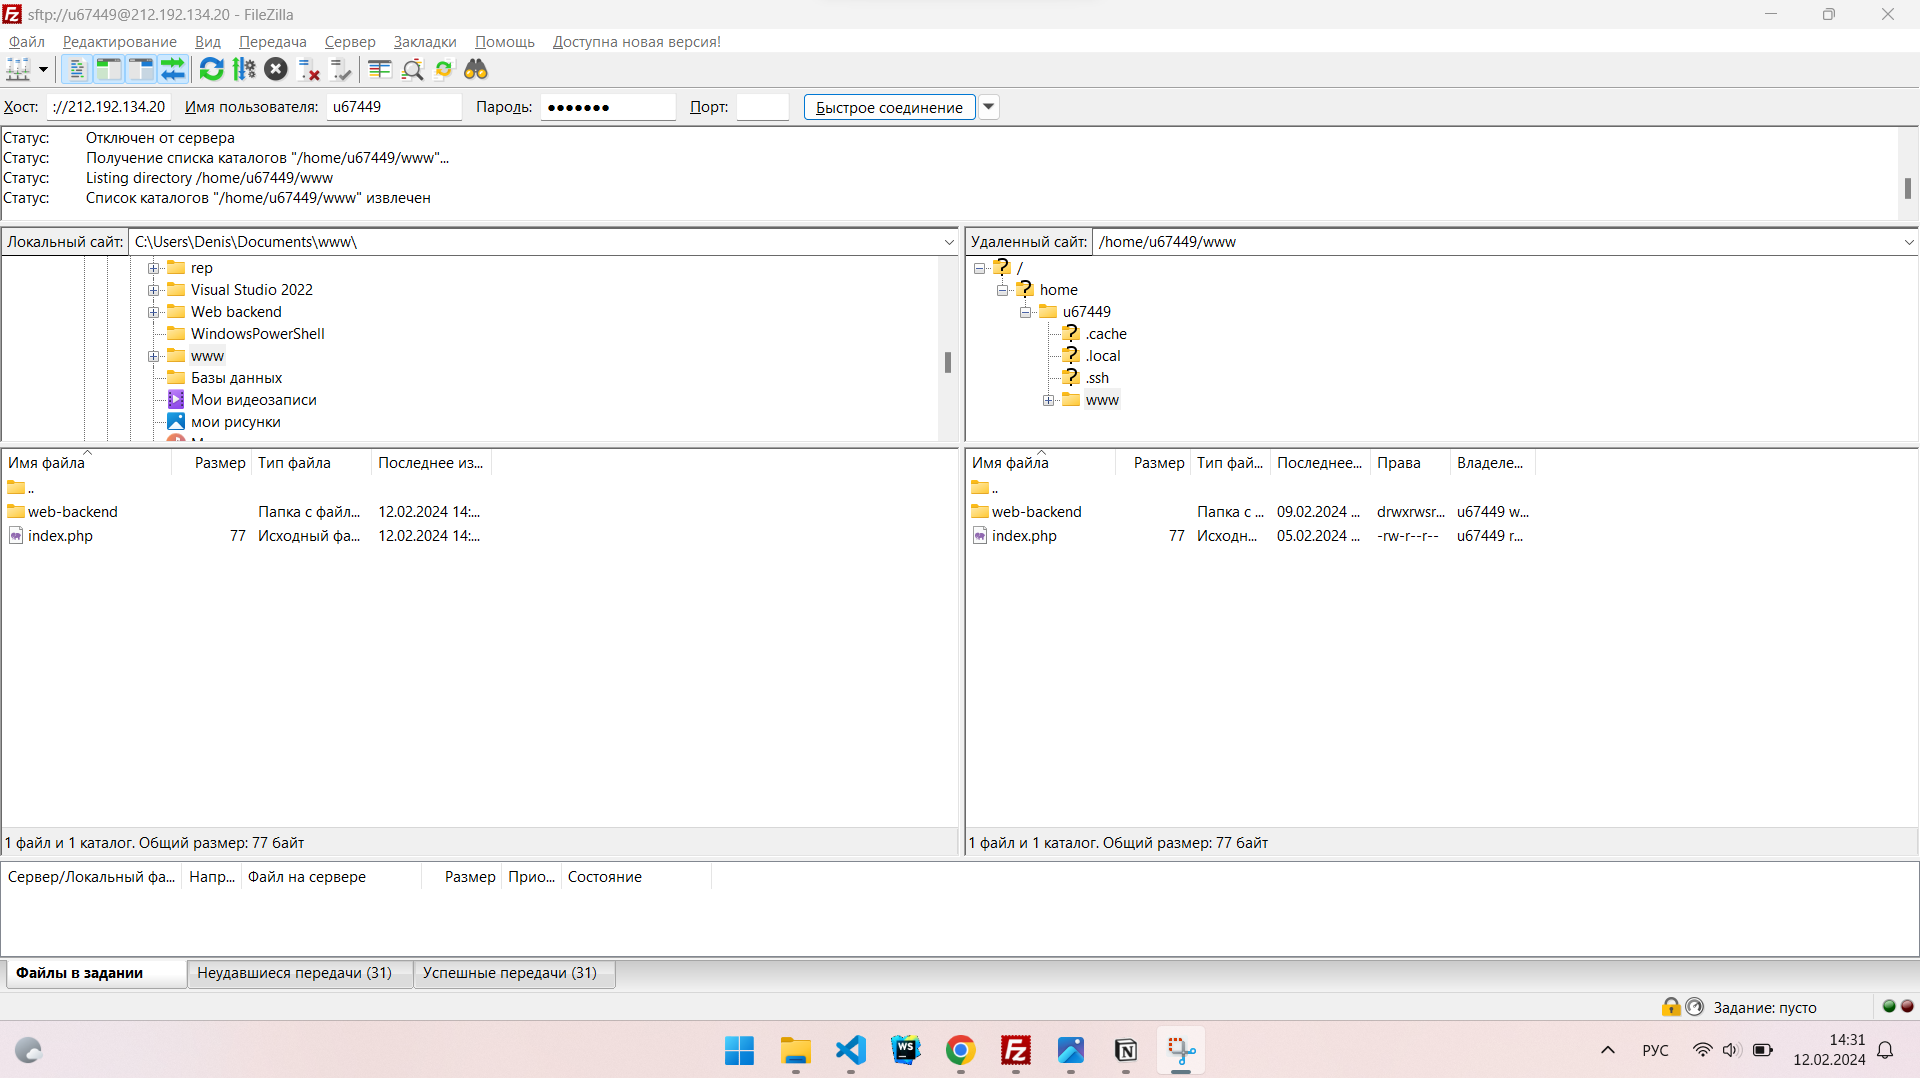 sftp://u67449@212.192.134.20 - FileZilla
Файл Редактирование Вид Передача Сервер Закладки Помощь Доступна новая версия!
Хост: ://212.192.134.20 Имя пользователя: u67449 Пароль: ●●●●●●● Порт: Быстрое соединение
Статус: Отключен от сервера
Статус: Получение списка каталогов "/home/u67449/www"...
Статус: Listing directory /home/u67449/www
Статус: Список каталогов "/home/u67449/www" извлечен
Локальный сайт: C:\Users\Denis\Documents\www\
rep
Visual Studio 2022
Web backend
WindowsPowerShell
www
Базы данных
Мои видеозаписи
мои рисунки
Удаленный сайт: /home/u67449/www
/
home
u67449
.cache
.local
.ssh
www
Имя файла Размер Тип файла Последнее из...
..
web-backend Папка с файл... 12.02.2024 14:...
index.php 77 Исходный фа... 12.02.2024 14:...
1 файл и 1 каталог. Общий размер: 77 байт
Имя файла Размер Тип фай... Последнее... Права Владеле...
..
web-backend Папка с ... 09.02.2024 ... drwxrwsr... u67449 w...
index.php 77 Исходн... 05.02.2024 ... -rw-r--r-- u67449 r...
1 файл и 1 каталог. Общий размер: 77 байт
Сервер/Локальный фа... Напр... Файл на сервере Размер Прио... Состояние
Файлы в задании Неудавшиеся передачи (31) Успешные передачи (31)
Задание: пусто
WS
РУС
14:31
12.02.2024